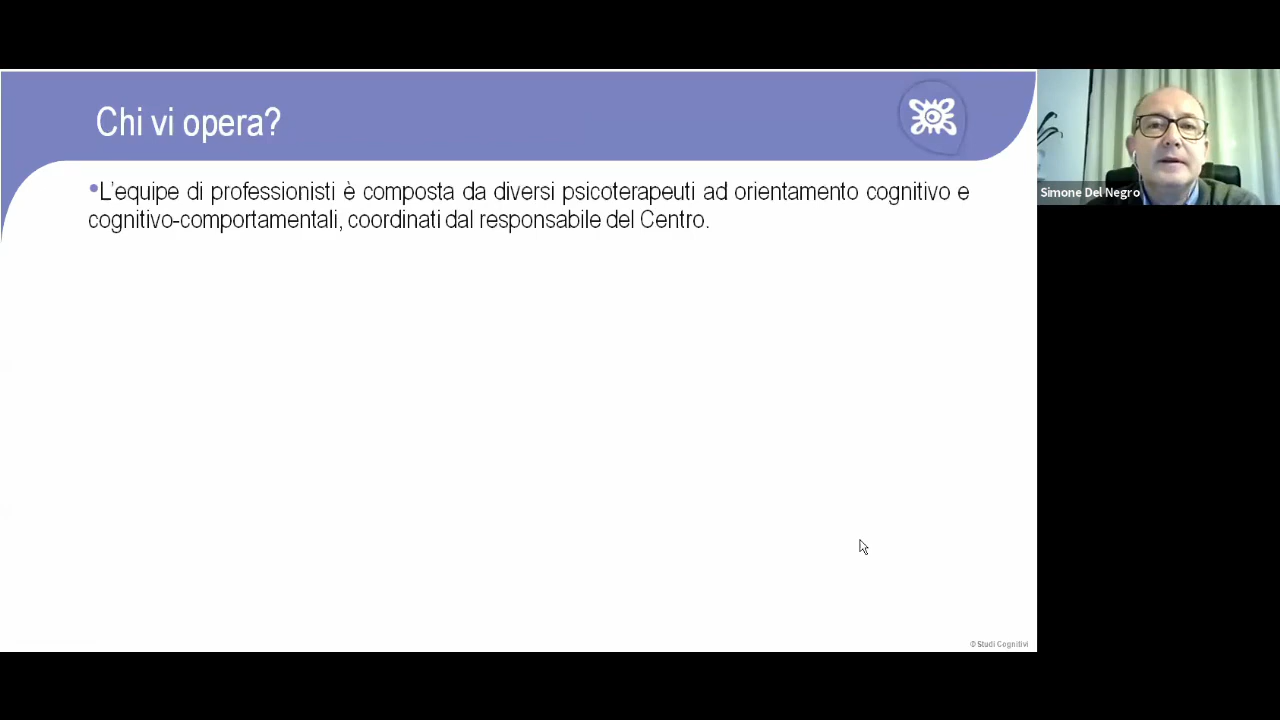 Chi vi opera?
•L'equipe di professionisti è composta da diversi psicoterapeuti ad orientamento cognitivo e
cognitivo-comportamentali, coordinati dal responsabile del Centro.
Simone Del Negro
© Studi Cognitivi